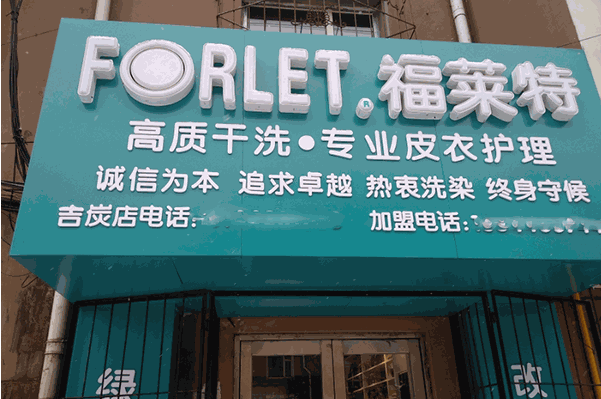 FORLET.® 福莱特
高质干洗•专业皮衣护理
诚信为本 追求卓越 热衷洗染 终身守候
吉炭店电话:
加盟电话:
绿
改